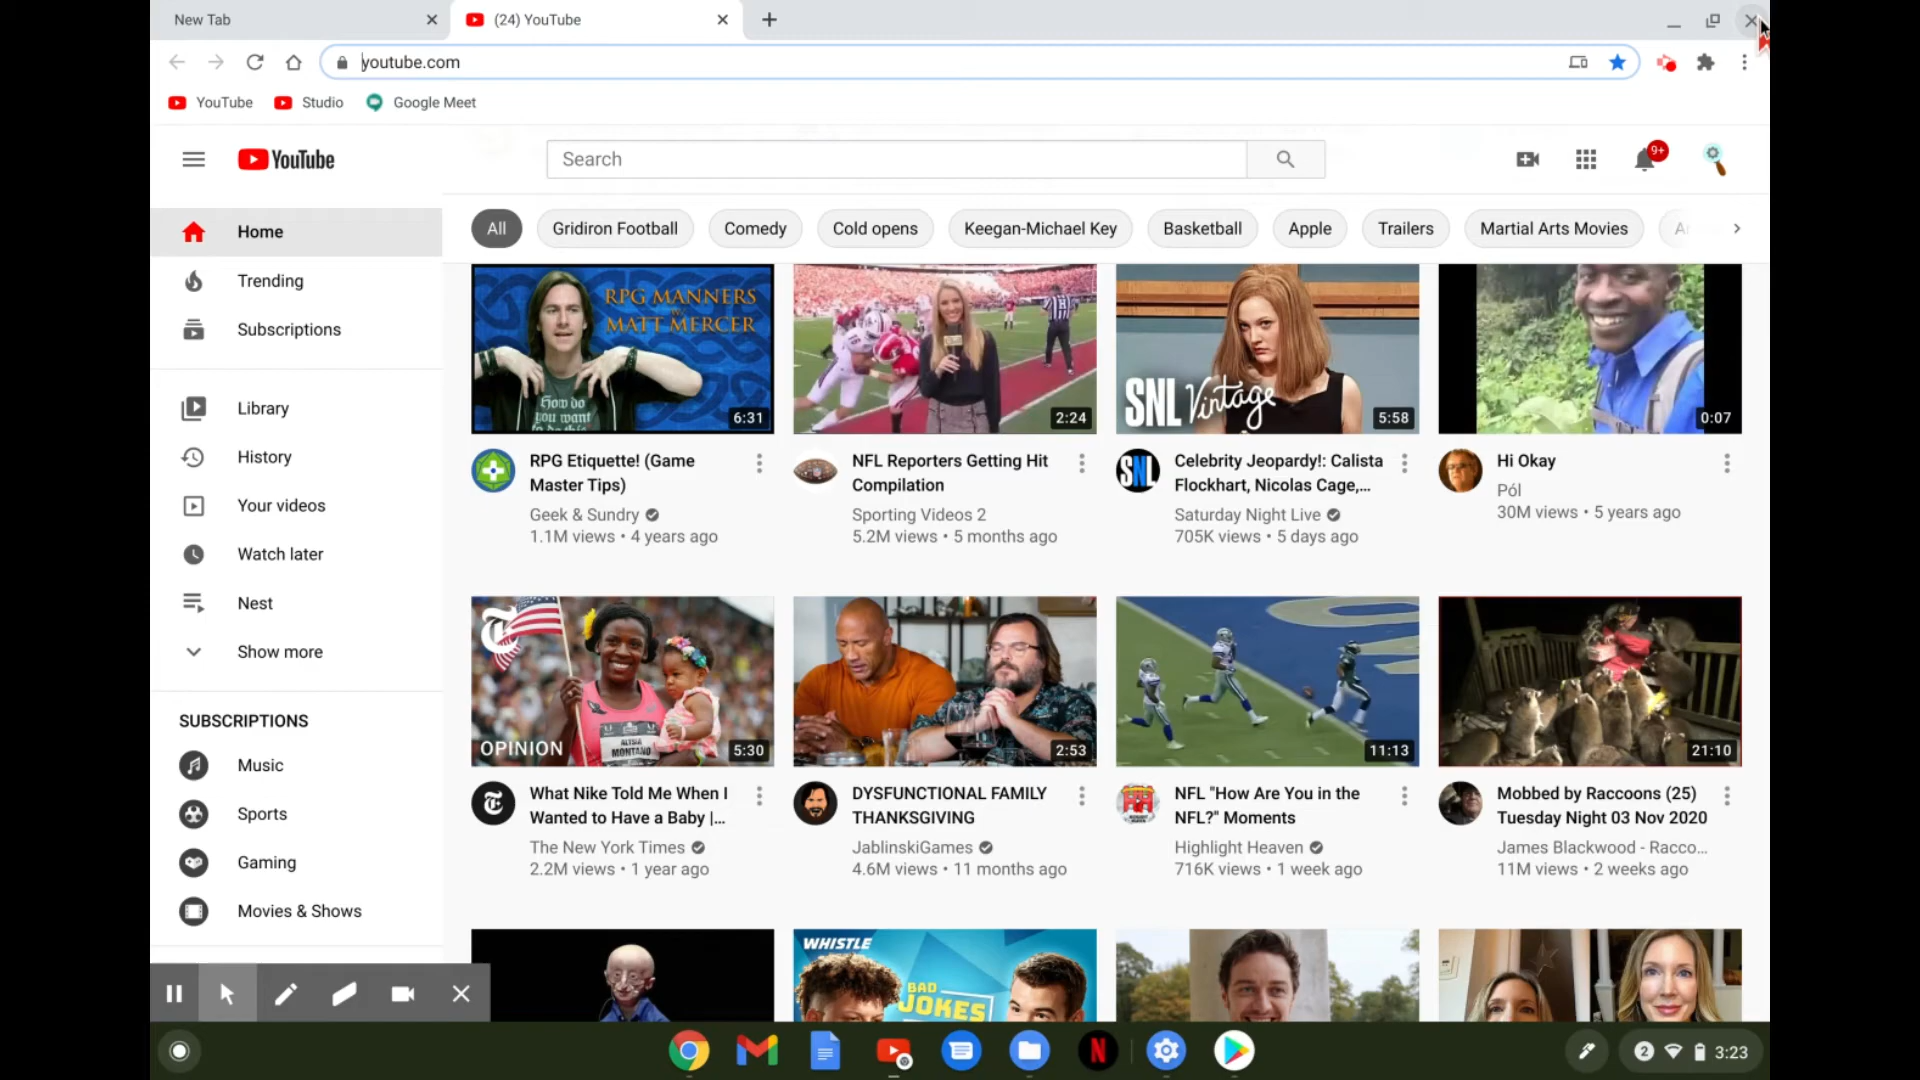 New Tab
(24) YouTube
youtube.com
YouTube
Studio
Google Meet
YouTube
Search
9+
All
Gridiron Football
Comedy
Cold opens
Keegan-Michael Key
Basketball
Apple
Trailers
Martial Arts Movies
Home
Trending
Subscriptions
Library
History
Your videos
Watch later
Nest
Show more
SUBSCRIPTIONS
Music
Sports
Gaming
Movies & Shows
RPG MANNERS
MATT MERCER
How do
you want
6:31
2:24
SNL Vintage
5:58
0:07
RPG Etiquette! (Game
Master Tips)
Geek & Sundry
1.1M views • 4 years ago
NFL Reporters Getting Hit
Compilation
Sporting Videos 2
5.2M views • 5 months ago
SNL
Celebrity Jeopardy!: Calista
Flockhart, Nicolas Cage,...
Saturday Night Live
705K views • 5 days ago
Hi Okay
Pól
30M views • 5 years ago
OPINION
ALYSIA
MONTAÑO
5:30
2:53
11:13
21:10
What Nike Told Me When I
Wanted to Have a Baby |...
The New York Times
2.2M views • 1 year ago
DYSFUNCTIONAL FAMILY
THANKSGIVING
JablinskiGames
4.6M views • 11 months ago
NFL "How Are You in the
NFL?" Moments
Highlight Heaven
716K views • 1 week ago
Mobbed by Raccoons (25)
Tuesday Night 03 Nov 2020
James Blackwood - Racco...
11M views • 2 weeks ago
WHISTLE
BAD
JOKES
2
3:23